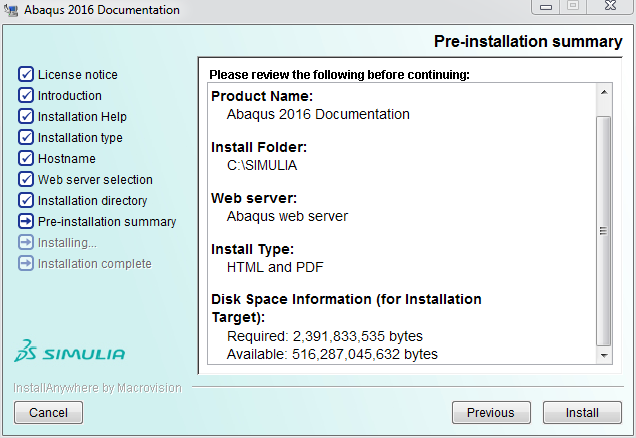 Abaqus 2016 Documentation
Pre-installation summary
License notice
Introduction
Installation Help
Installation type
Hostname
Web server selection
Installation directory
Pre-installation summary
Installing...
Installation complete
Please review the following before continuing:
Product Name:
Abaqus 2016 Documentation
Install Folder:
C:\SIMULIA
Web server:
Abaqus web server
Install Type:
HTML and PDF
Disk Space Information (for Installation
Target):
Required: 2,391,833,535 bytes
Available: 516,287,045,632 bytes
SIMULIA
InstallAnywhere by Macrovision
Cancel
Previous
Install